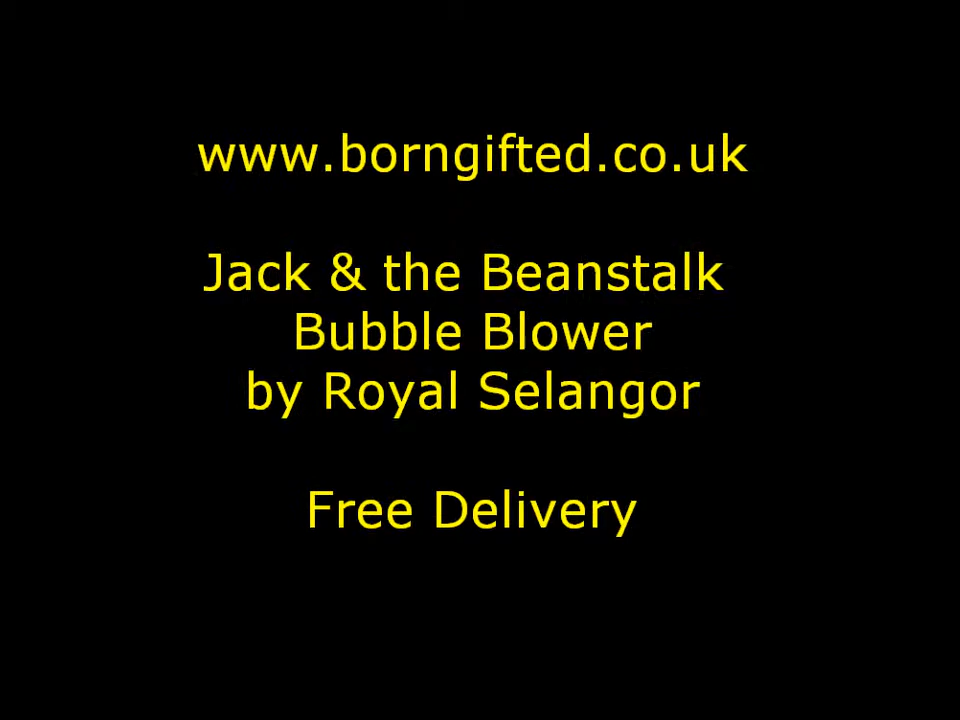 www.borngifted.co.uk
Jack & the Beanstalk
Bubble Blower
by Royal Selangor
Free Delivery